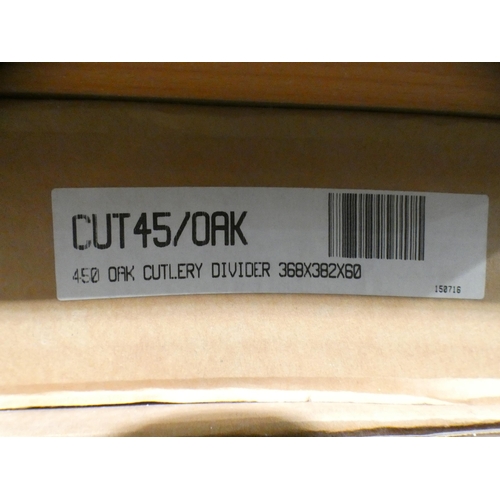 CUT45/OAK
450 OAK CUTLERY DIVIDER 368X382X60
150716